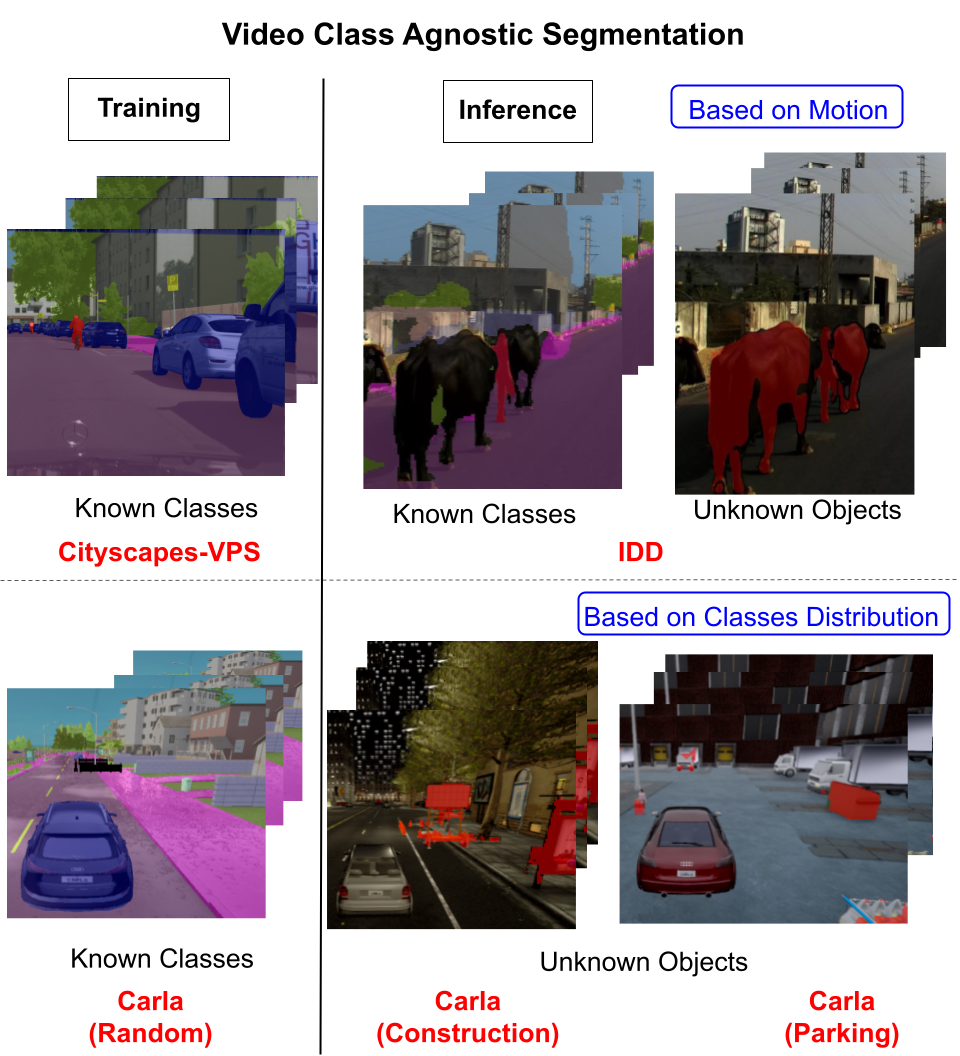 Video Class Agnostic Segmentation
Training
Inference
Based on Motion
Known Classes
Known Classes
Unknown Objects
Cityscapes-VPS
IDD
Based on Classes Distribution
Known Classes
Unknown Objects
Carla
(Random)
Carla
(Construction)
Carla
(Parking)